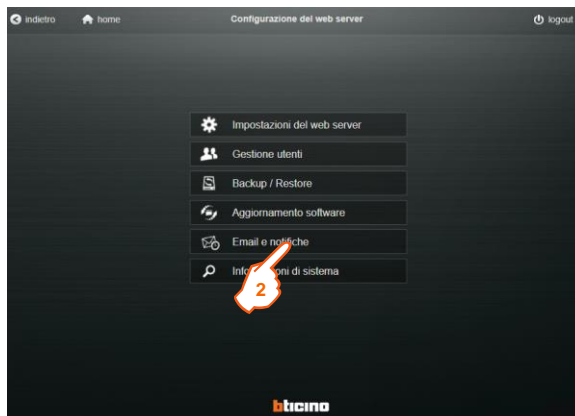 indietro home Configurazione del web server logout
Impostazioni del web server
Gestione utenti
Backup / Restore
Aggiornamento software
Email e notifiche
di sistema
2
bticino